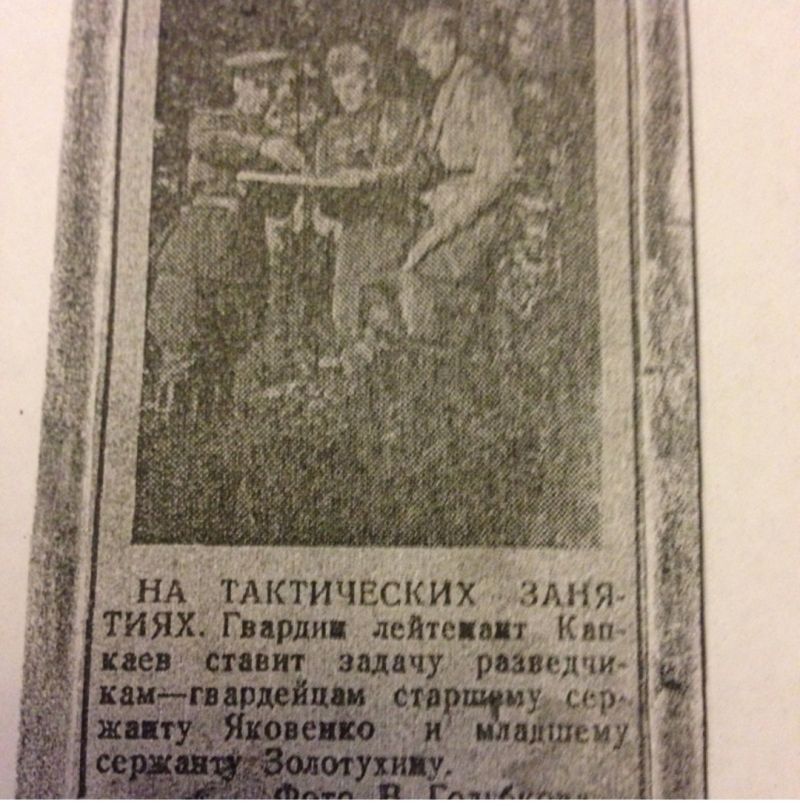 НА ТАКТИЧЕСКИХ ЗАНЯ-
ТИЯХ. Гвардии лейтенант Кап-
каев ставит задачу разведчи-
кам—гвардейцам старшему сер-
жанту Яковенко и младшему
сержанту Золотухину.
Фото В.